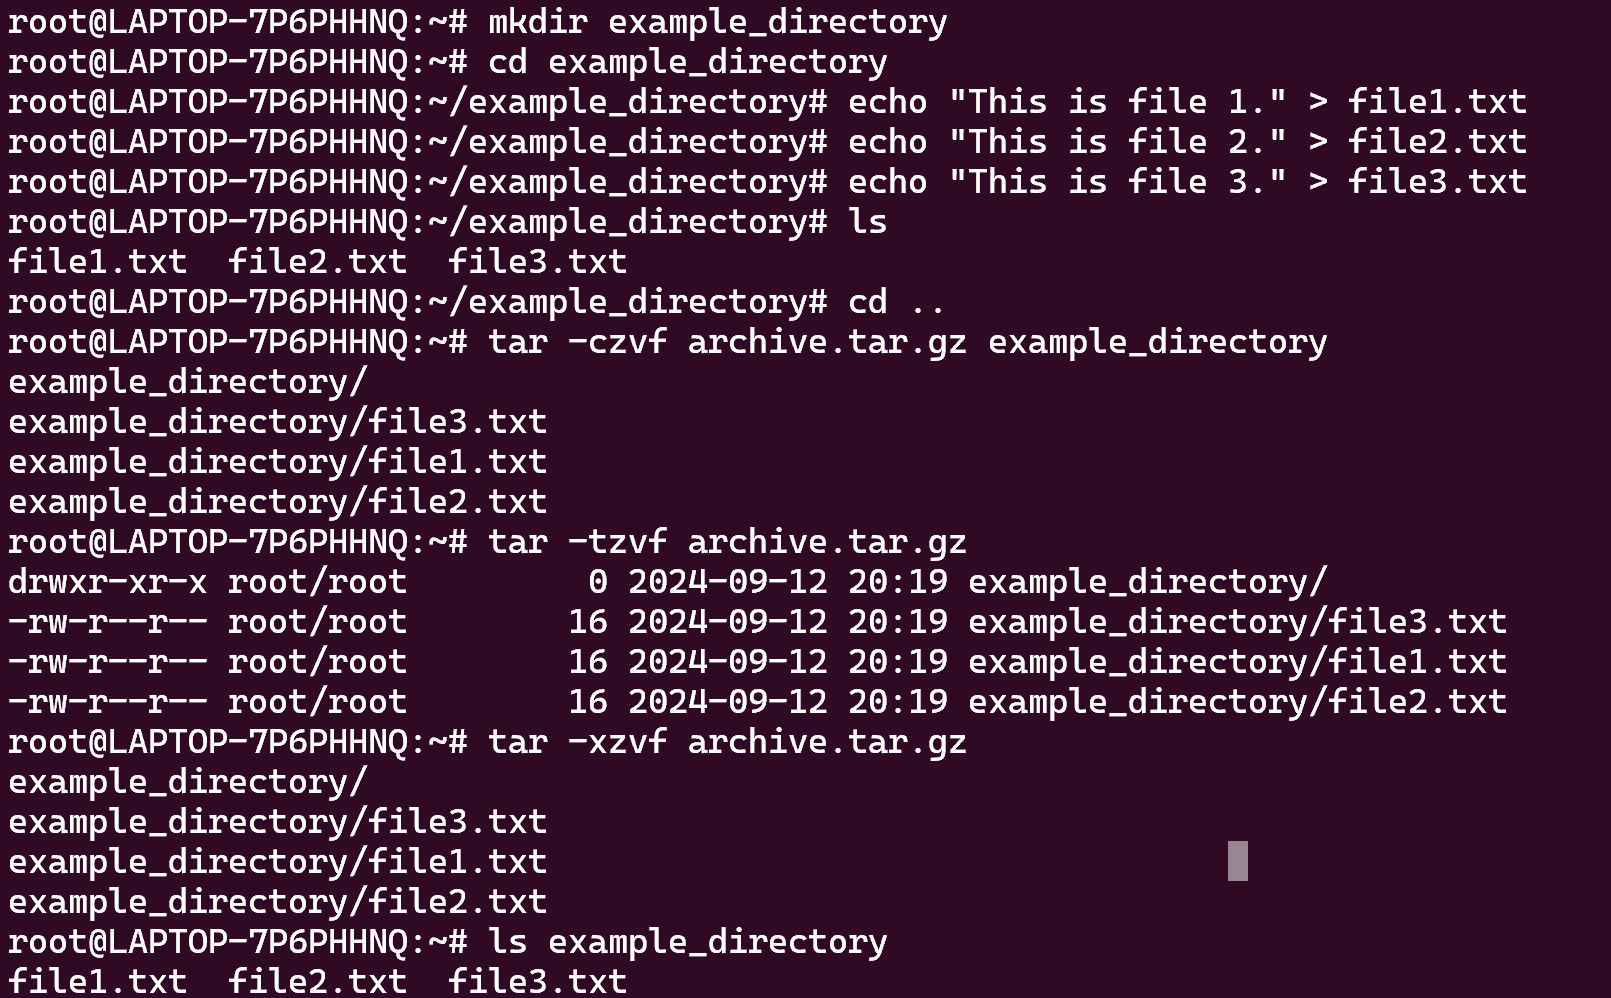 root@LAPTOP-7P6PHHNQ:~# mkdir example_directory
root@LAPTOP-7P6PHHNQ:~# cd example_directory
root@LAPTOP-7P6PHHNQ:~/example_directory# echo "This is file 1." > file1.txt
root@LAPTOP-7P6PHHNQ:~/example_directory# echo "This is file 2." > file2.txt
root@LAPTOP-7P6PHHNQ:~/example_directory# echo "This is file 3." > file3.txt
root@LAPTOP-7P6PHHNQ:~/example_directory# ls
file1.txt  file2.txt  file3.txt
root@LAPTOP-7P6PHHNQ:~/example_directory# cd ..
root@LAPTOP-7P6PHHNQ:~# tar -czvf archive.tar.gz example_directory
example_directory/
example_directory/file3.txt
example_directory/file1.txt
example_directory/file2.txt
root@LAPTOP-7P6PHHNQ:~# tar -tzvf archive.tar.gz
drwxr-xr-x root/root         0 2024-09-12 20:19 example_directory/
-rw-r--r-- root/root        16 2024-09-12 20:19 example_directory/file3.txt
-rw-r--r-- root/root        16 2024-09-12 20:19 example_directory/file1.txt
-rw-r--r-- root/root        16 2024-09-12 20:19 example_directory/file2.txt
root@LAPTOP-7P6PHHNQ:~# tar -xzvf archive.tar.gz
example_directory/
example_directory/file3.txt
example_directory/file1.txt
example_directory/file2.txt
root@LAPTOP-7P6PHHNQ:~# ls example_directory
file1.txt  file2.txt  file3.txt